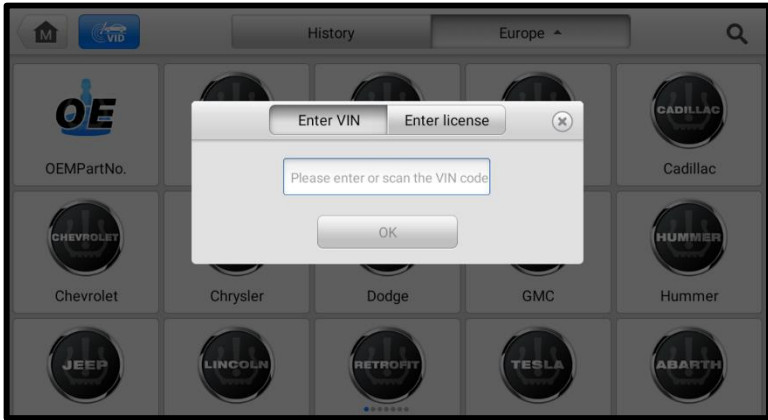 M
VID
History
Europe
OE
CADILLAC
OEMPartNo.
Cadillac
Enter VIN
Enter license
Please enter or scan the VIN code
OK
CHEVROLET
HUMMER
Chevrolet
Chrysler
Dodge
GMC
Hummer
JEEP
LINCOLN
RETROFIT
TESLA
ABARTH